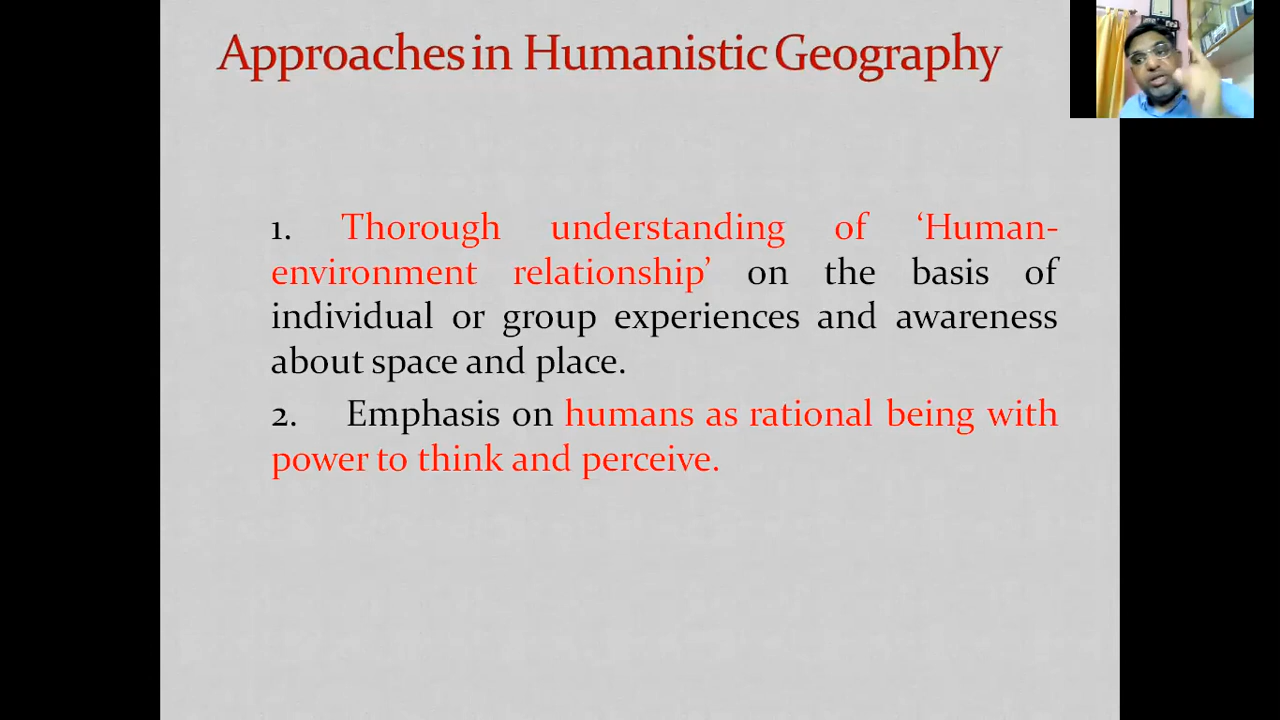 Approaches in Humanistic Geography
1. Thorough understanding of ‘Human-
environment relationship’ on the basis of
individual or group experiences and awareness
about space and place.
2. Emphasis on humans as rational being with
power to think and perceive.